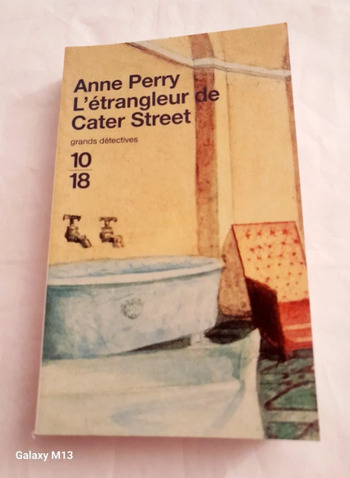 Anne Perry
L'étrangleur de
Cater Street
grands détectives
10
18
Galaxy M13